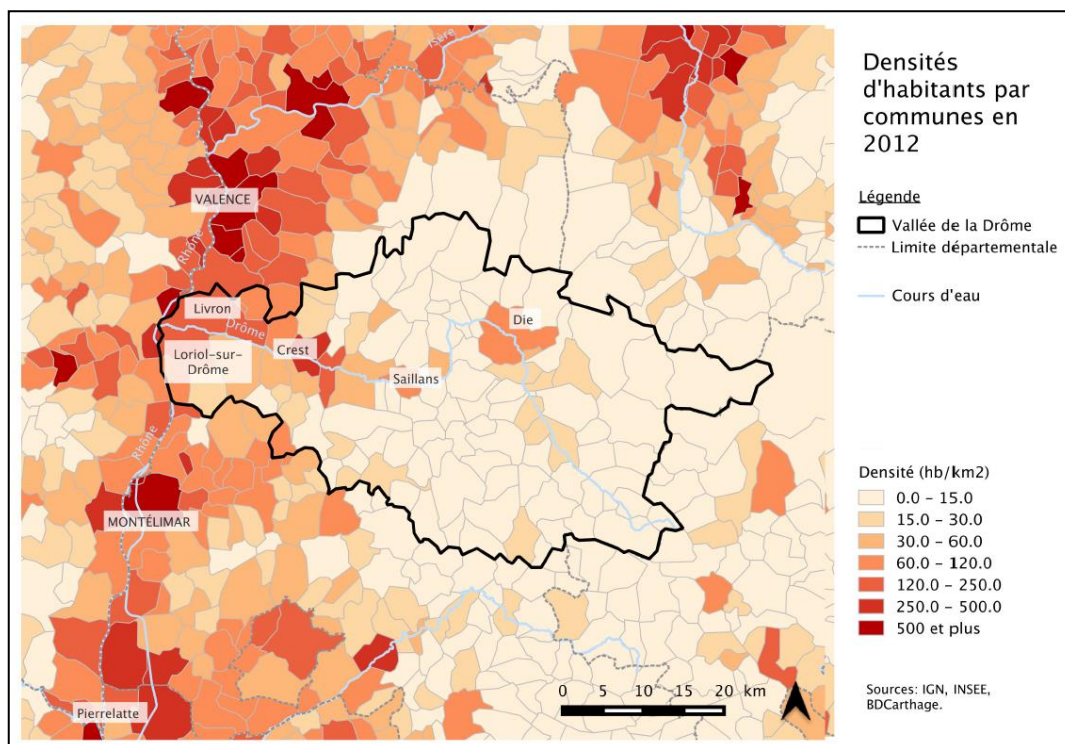 Densités
d'habitants par
communes en
2012
Légende
Vallée de la Drôme
Limite départementale
Cours d'eau
Densité (hb/km2)
0.0 - 15.0
15.0 - 30.0
30.0 - 60.0
60.0 - 120.0
120.0 - 250.0
250.0 - 500.0
500 et plus
Sources: IGN, INSEE,
BDCarthage.
Isère
VALENCE
Rhône
Livron
Drôme
Die
Crest
Loriol-sur-
Drôme
Saillans
Rhône
MONTÉLIMAR
Pierrelatte
0 5 10 15 20 km